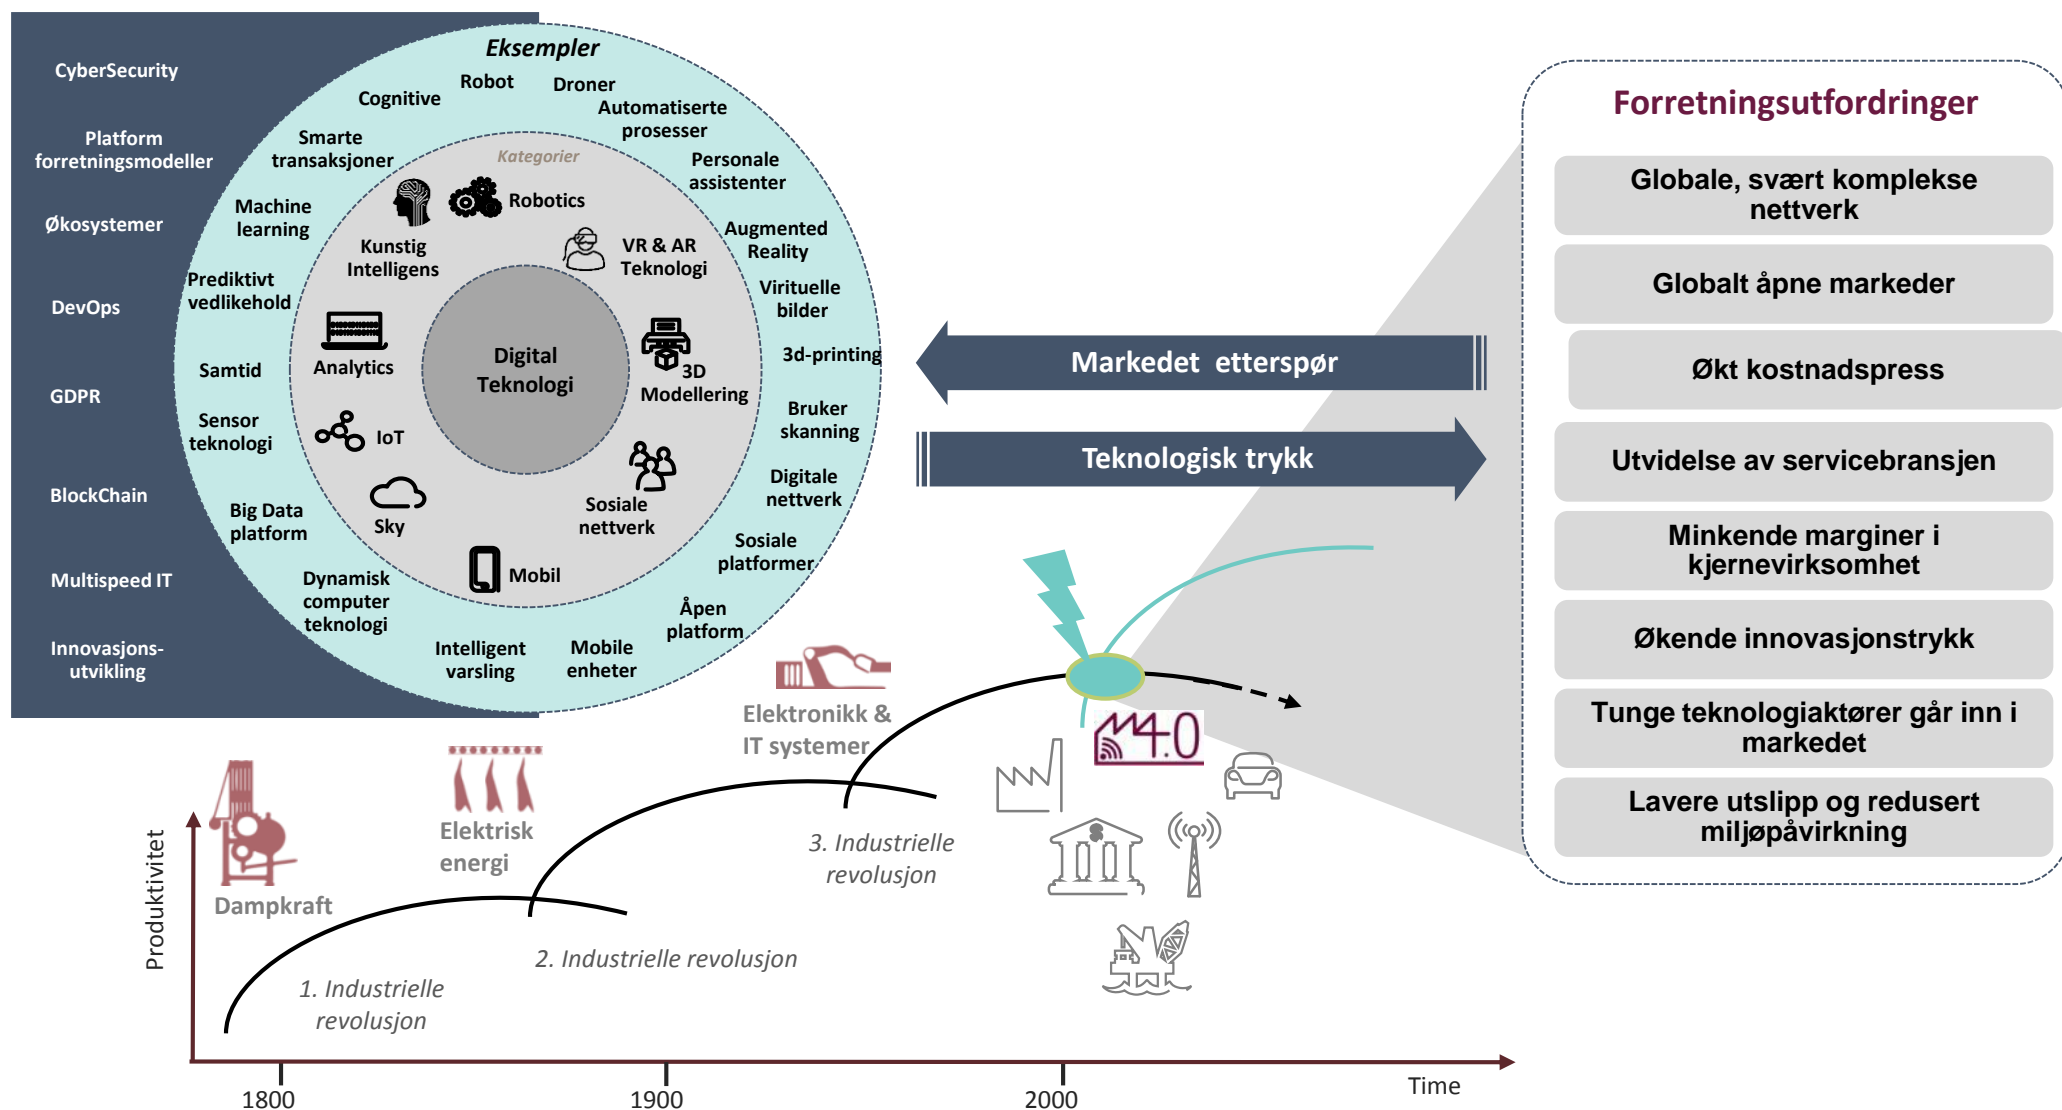 CyberSecurity
Platform
forretningsmodeller
Økosystemer
DevOps
GDPR
BlockChain
Multispeed IT
Innovasjons-
utvikling
Eksempler
Robot
Droner
Cognitive
Automatiserte
prosesser
Smarte
transaksjoner
Personale
assistenter
Machine
learning
Augmented
Reality
Prediktivt
vedlikehold
Virituelle
bilder
Samtid
3d-printing
Sensor
teknologi
Bruker
skanning
Big Data
platform
Digitale
nettverk
Dynamisk
computer
teknologi
Sosiale
platformer
Intelligent
varsling
Mobile
enheter
Åpen
platform
Kategorier
Robotics
Kunstig
Intelligens
VR & AR
Teknologi
Analytics
3D
Modellering
IoT
Sky
Sosiale
nettverk
Mobil
Digital
Teknologi
Markedet etterspør
Teknologisk trykk
Forretningsutfordringer
Globale, svært komplekse
nettverk
Globalt åpne markeder
Økt kostnadspress
Utvidelse av servicebransjen
Minkende marginer i
kjernevirksomhet
Økende innovasjonstrykk
Tunge teknologiaktører går inn i
markedet
Lavere utslipp og redusert
miljøpåvirkning
Dampkraft
Elektrisk
energi
Elektronikk &
IT systemer
4.0
1. Industrielle
revolusjon
2. Industrielle revolusjon
3. Industrielle
revolusjon
Produktivitet
Time
1800
1900
2000